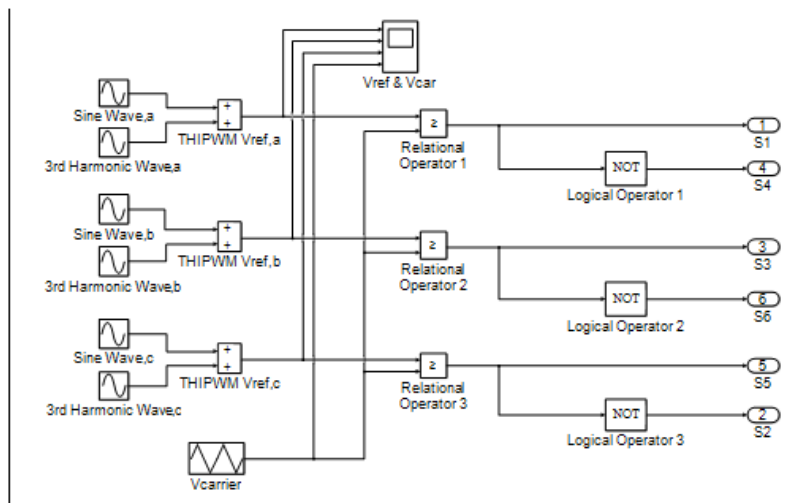 Vref & Vcar
Sine Wave,a
3rd Harmonic Wave,a
+
+
THIPWM Vref,a
≥
Relational
Operator 1
1
S1
NOT
Logical Operator 1
4
S4
Sine Wave,b
3rd Harmonic Wave,b
+
+
THIPWM Vref,b
≥
Relational
Operator 2
3
S3
NOT
Logical Operator 2
6
S6
Sine Wave,c
3rd Harmonic Wave,c
+
+
THIPWM Vref,c
≥
Relational
Operator 3
5
S5
NOT
Logical Operator 3
2
S2
Vcarrier